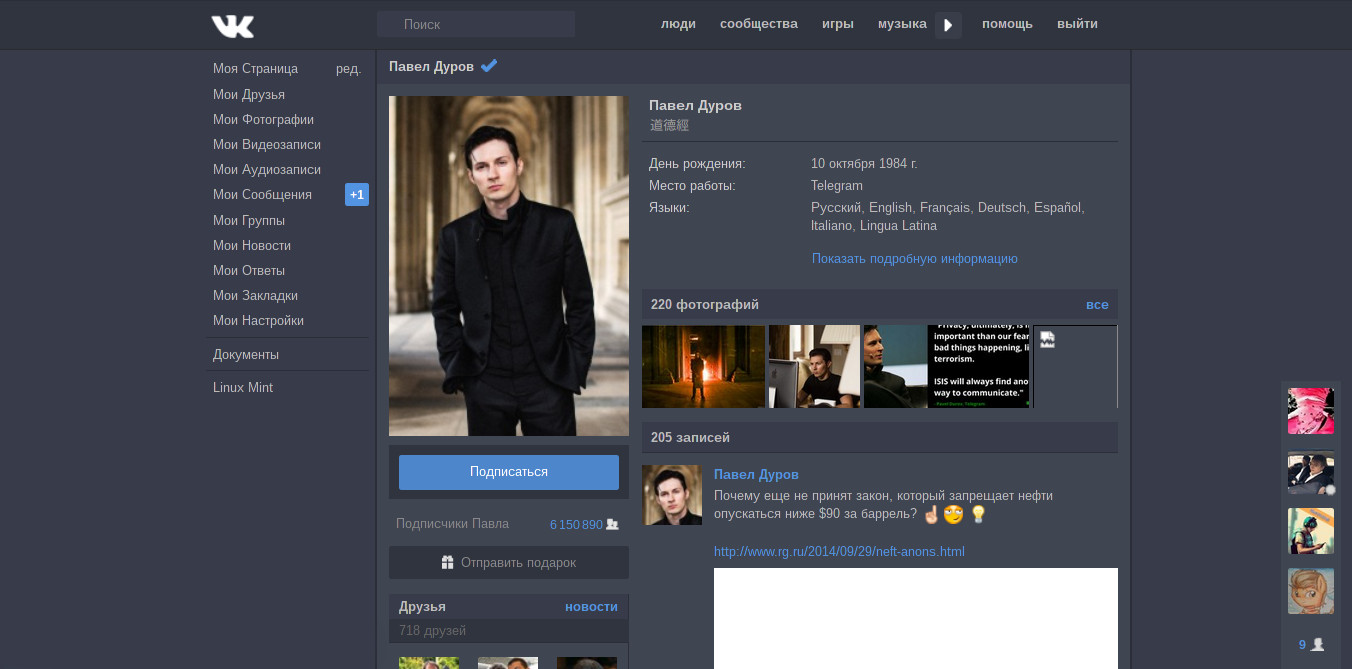 Поиск
люди сообщества игры музыка помощь выйти
Моя Страница ред.
Мои Друзья
Мои Фотографии
Мои Видеозаписи
Мои Аудиозаписи
Мои Сообщения +1
Мои Группы
Мои Новости
Мои Ответы
Мои Закладки
Мои Настройки
Документы
Linux Mint
Павел Дуров
Подписаться
Подписчики Павла 6 150 890
Отправить подарок
Друзья новости
718 друзей
Павел Дуров
道德經
День рождения: 10 октября 1984 г.
Место работы: Telegram
Языки: Русский, English, Français, Deutsch, Español,
Italiano, Lingua Latina
Показать подробную информацию
220 фотографий все
"Privacy, ultimately, is
important than our fear
bad things happening, li
terrorism.
ISIS will always find ano
way to communicate."
205 записей
Павел Дуров
Почему еще не принят закон, который запрещает нефти
опускаться ниже $90 за баррель?
http://www.rg.ru/2014/09/29/neft-anons.html
9